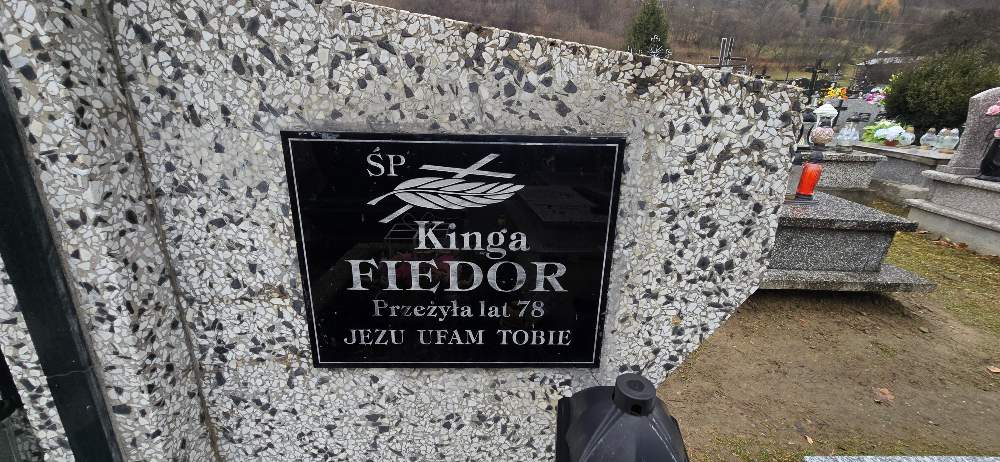 ŚP
Kinga
FIEDOR
Przeżyła lat 78
JEZU UFAM TOBIE